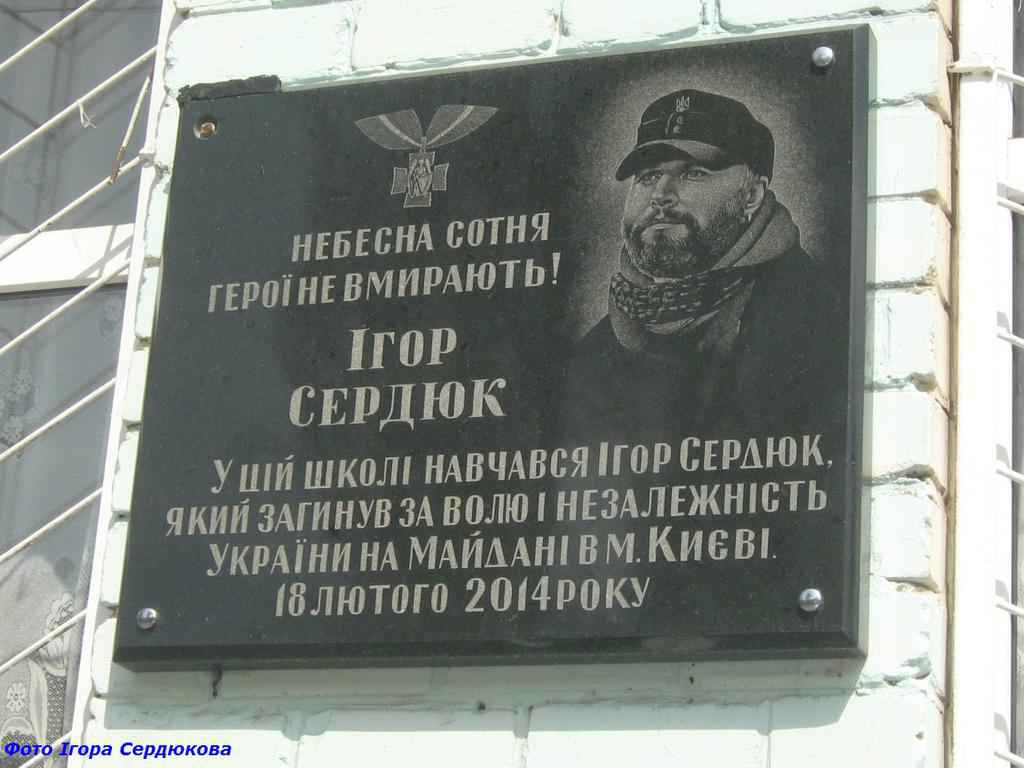 НЕБЕСНА СОТНЯ
ГЕРОЇ НЕ ВМИРАЮТЬ!
ІГОР
СЕРДЮК
У ЦІЙ ШКОЛІ НАВЧАВСЯ ІГОР СЕРДЮК,
ЯКИЙ ЗАГИНУВ ЗА ВОЛЮ І НЕЗАЛЕЖНІСТЬ
УКРАЇНИ НА МАЙДАНІ В М. КИЄВІ.
18 ЛЮТОГО 2014 РОКУ
Фото Ігора Сердюкова